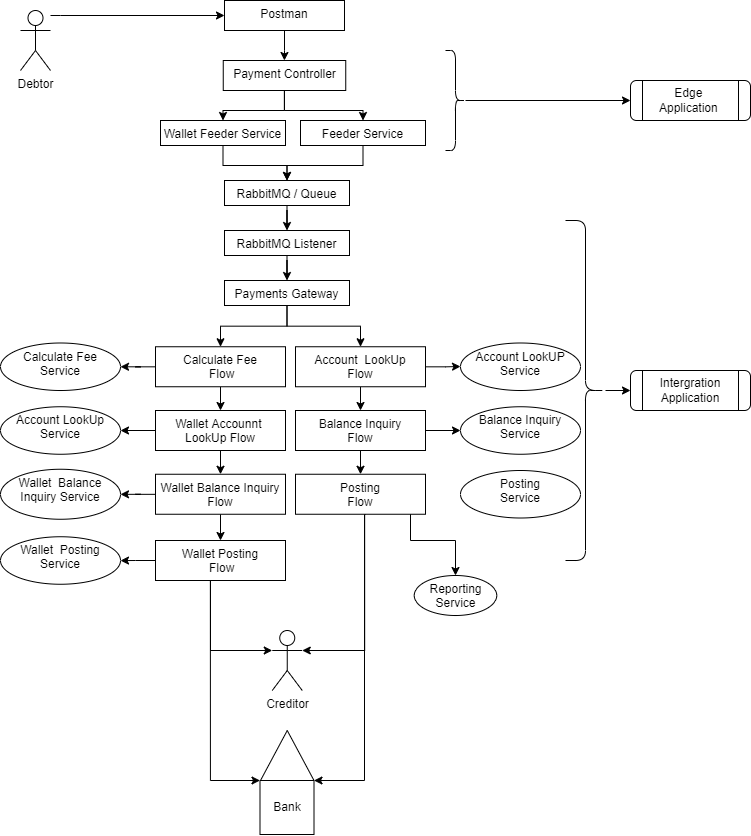 Postman
Debtor
Payment Controller
Edge
Application
Wallet Feeder Service
Feeder Service
RabbitMQ / Queue
RabbitMQ Listener
Payments Gateway
Calculate Fee
Service
Calculate Fee
Flow
Account  LookUp
Flow
Account LookUP
Service
Intergration
Application
Account LookUp
Service
Wallet Accounnt
LookUp Flow
Balance Inquiry
Flow
Balance Inquiry
Service
Wallet  Balance
Inquiry Service
Wallet Balance Inquiry
Flow
Posting
Flow
Posting
Service
Wallet  Posting
Service
Wallet Posting
Flow
Reporting
Service
Creditor
Bank